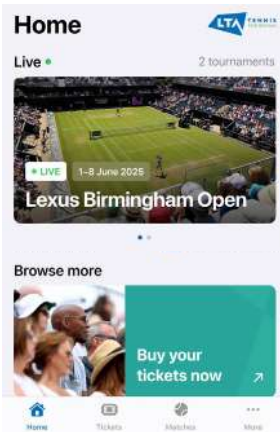 Home
LTA TENNIS
Live
2 tournaments
LIVE 1–8 June 2025
Lexus Birmingham Open
Browse more
Buy your
tickets now
Home Tickets Matches More